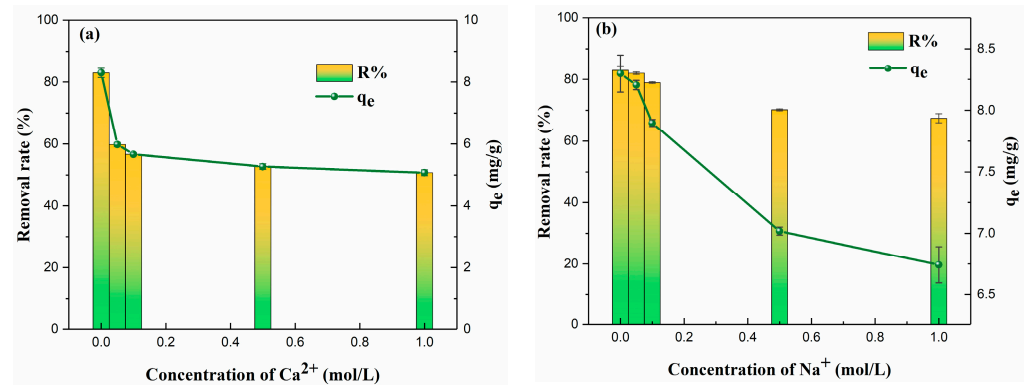 (a)
R%
qe
100
80
60
40
20
0
Removal rate (%)
10
8
6
4
2
0
qe (mg/g)
0.0 0.2 0.4 0.6 0.8 1.0
Concentration of Ca2+ (mol/L)
(b)
R%
qe
100
80
60
40
20
0
Removal rate (%)
8.5
8.0
7.5
7.0
6.5
qe (mg/g)
0.0 0.2 0.4 0.6 0.8 1.0
Concentration of Na+ (mol/L)